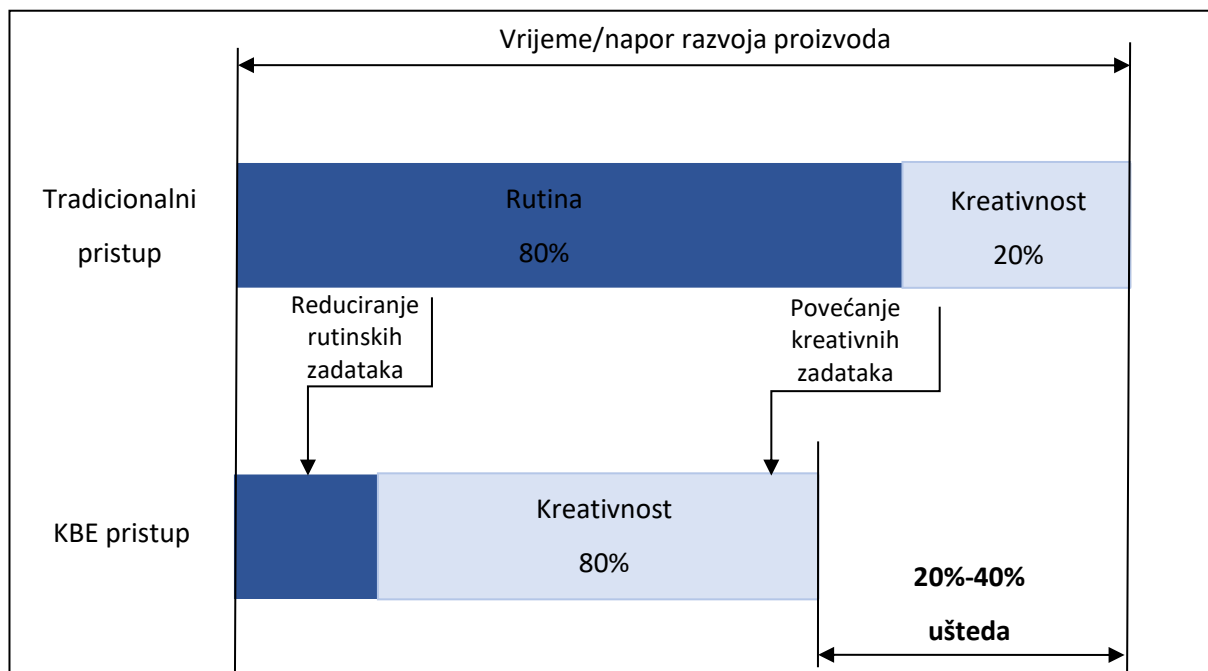 Vrijeme/napor razvoja proizvoda
Tradicionalni
pristup
Rutina
80%
Kreativnost
20%
Reduciranje
rutinskih
zadataka
Povećanje
kreativnih
zadataka
KBE pristup
Kreativnost
80%
20%-40%
ušteda